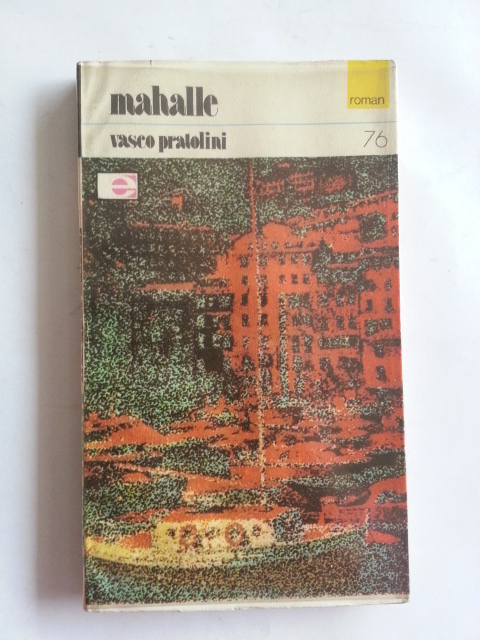 mahalle
roman
vasco pratolini
76
e